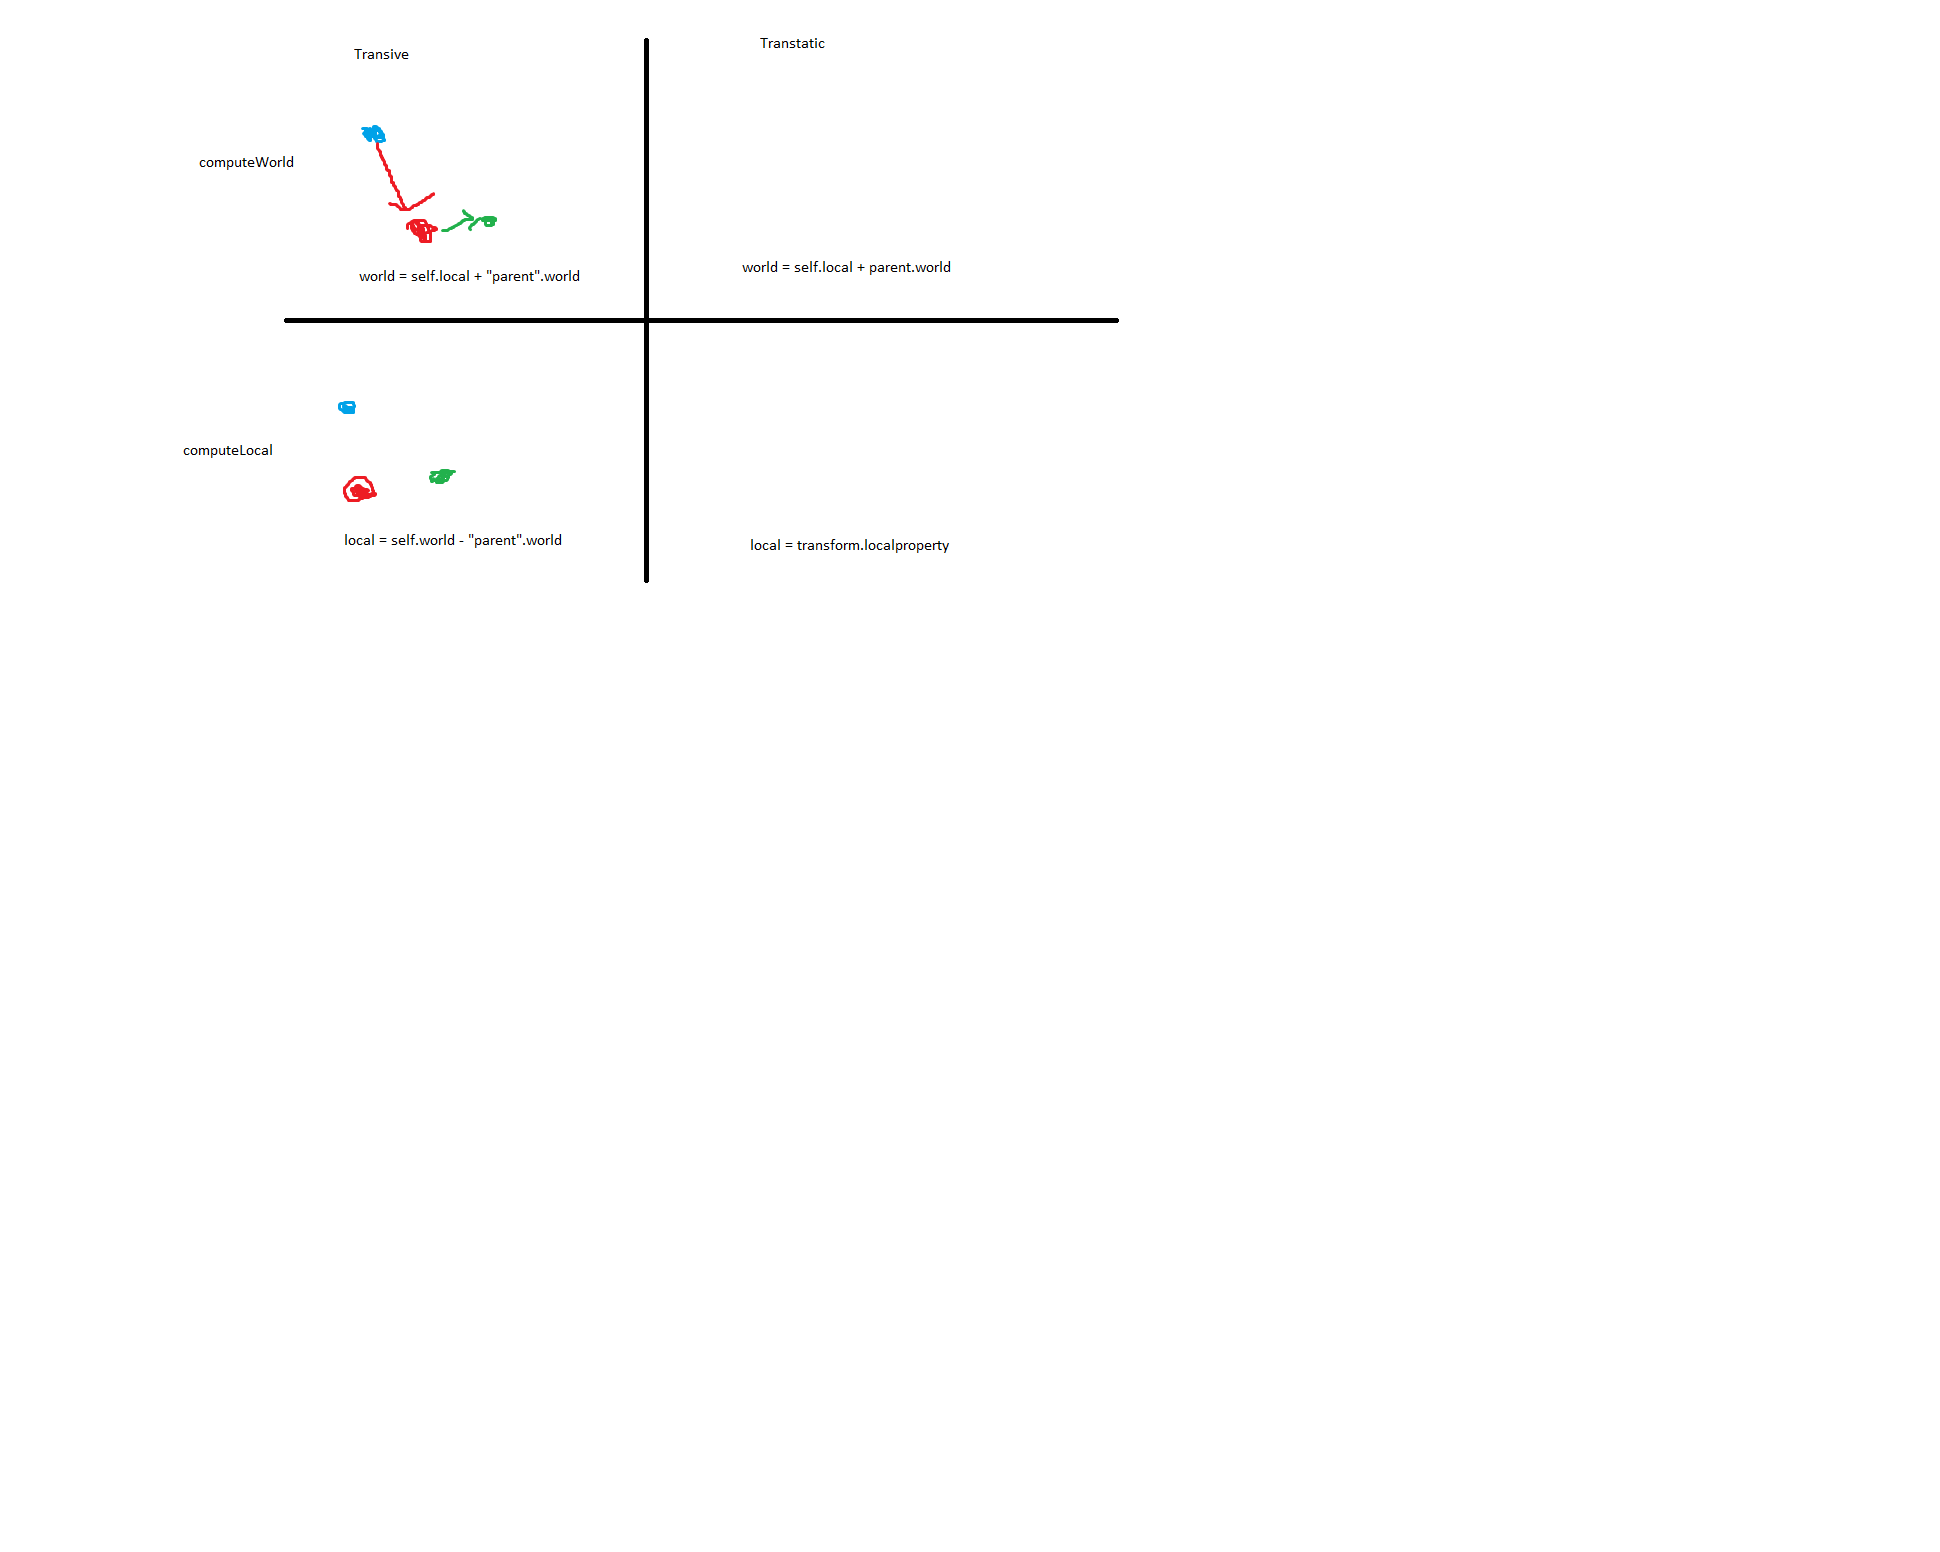 Transive
Transtatic
computeWorld
world = self.local + "parent".world
world = self.local + parent.world
computeLocal
local = self.world - "parent".world
local = transform.localproperty